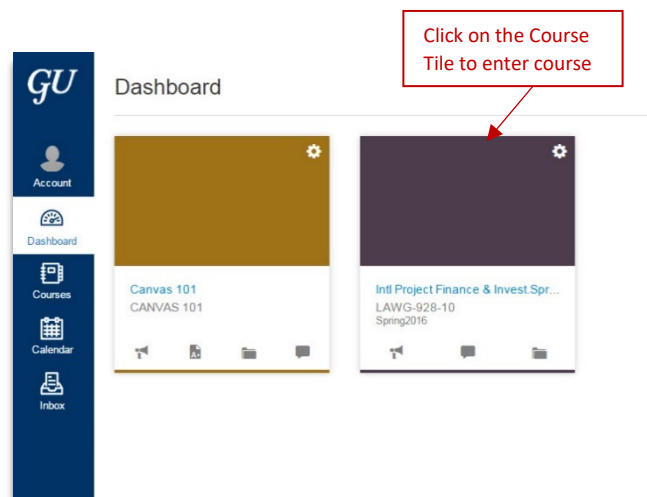 Click on the Course
Tile to enter course
GU
Dashboard
Account
Dashboard
Courses
Calendar
Inbox
Canvas 101
CANVAS 101
Intl Project Finance & Invest.Spr...
LAWG-928-10
Spring2016